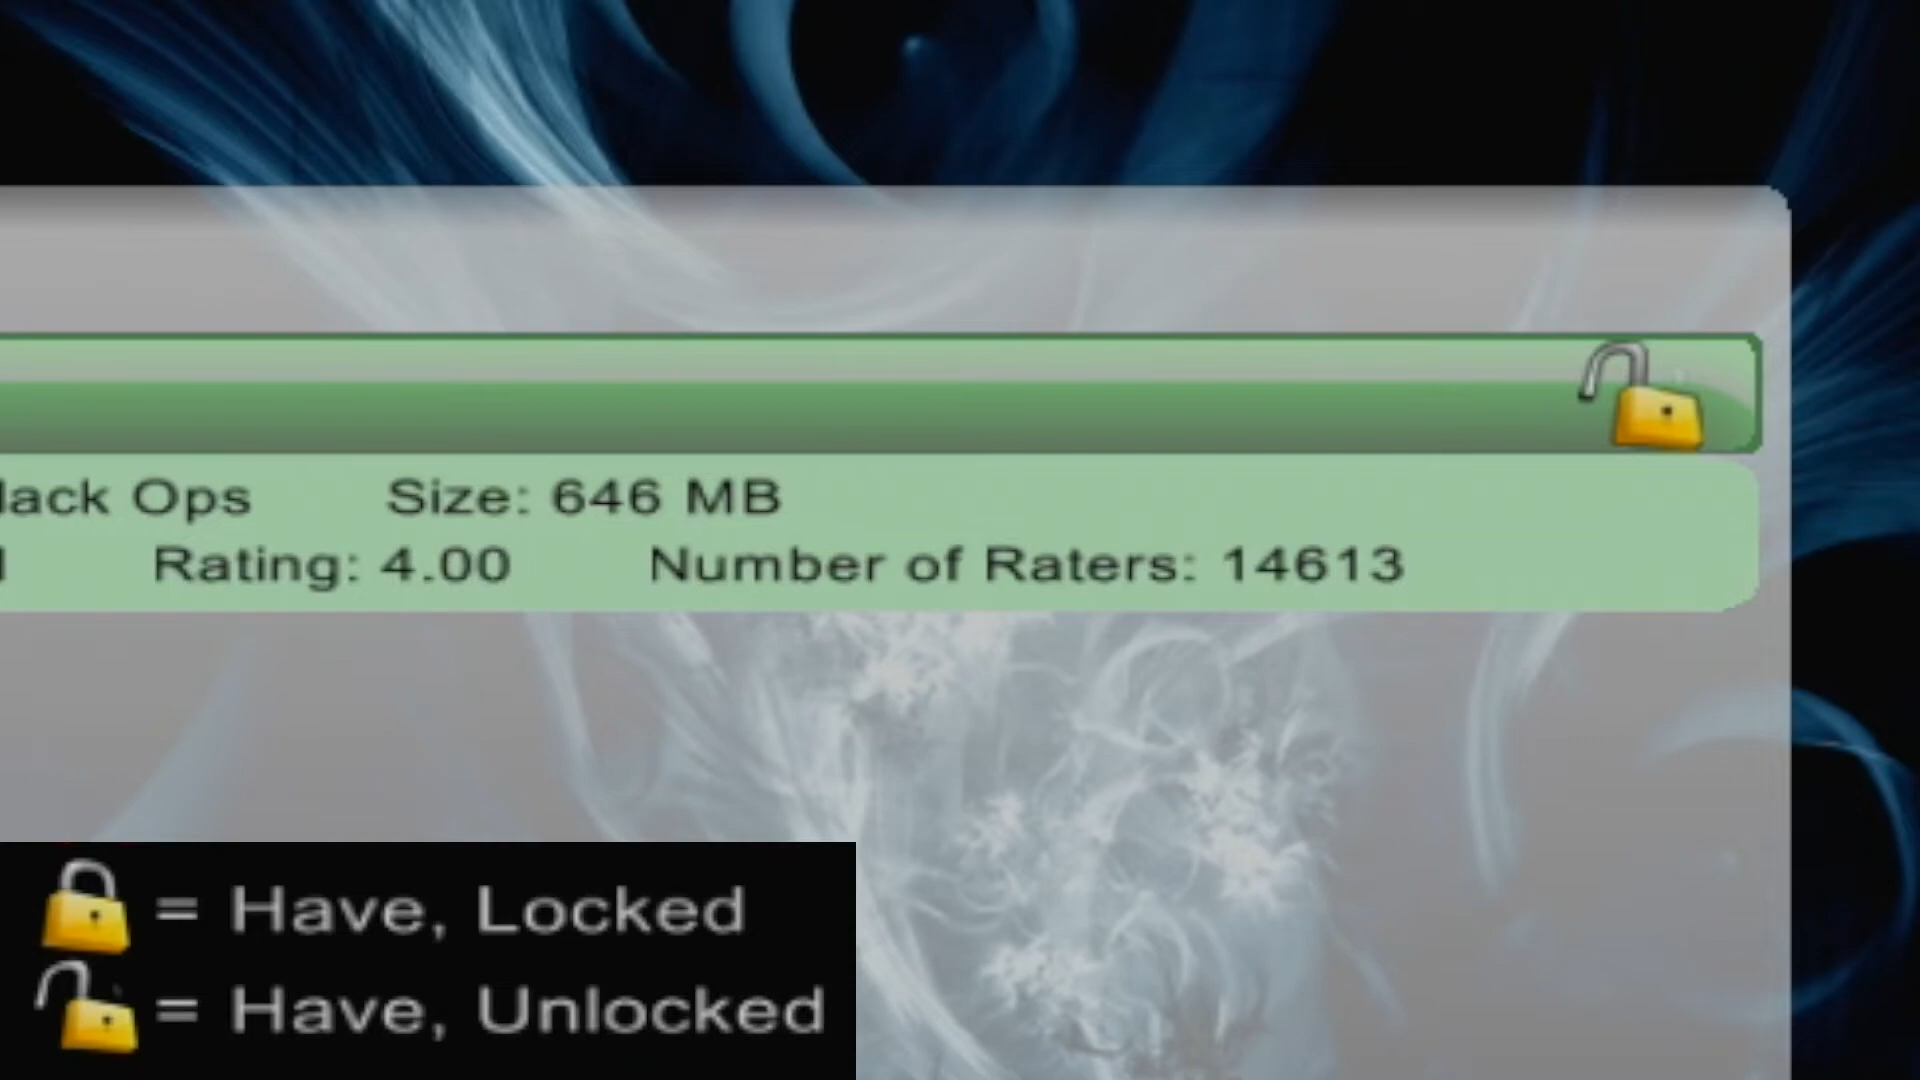 lack Ops Size: 646 MB
Rating: 4.00 Number of Raters: 14613
= Have, Locked
= Have, Unlocked